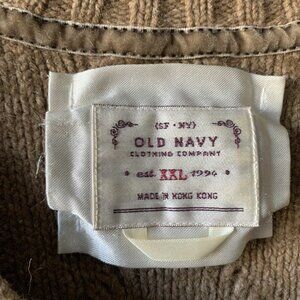 (SF · NY)
OLD NAVY
CLOTHING COMPANY
est. XXL 1994
MADE IN HONG KONG